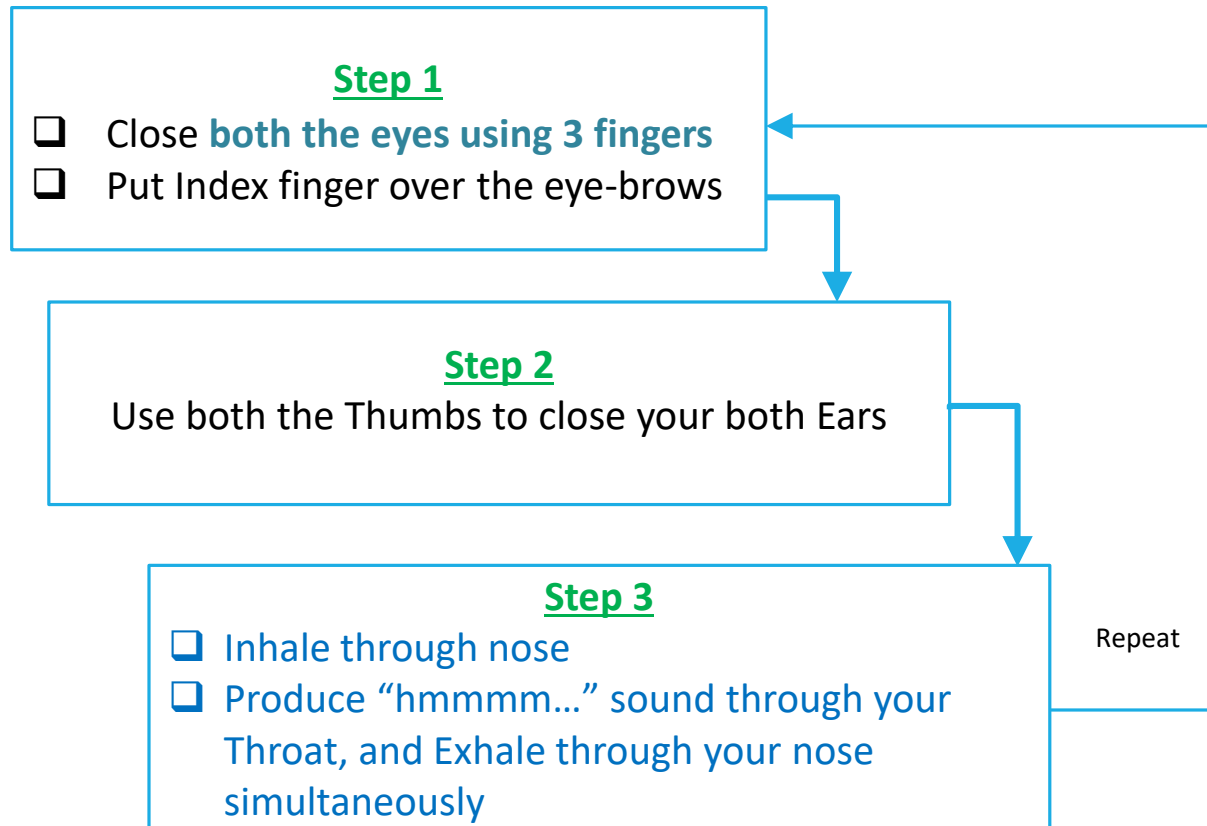 Step 1
❑ Close both the eyes using 3 fingers
❑ Put Index finger over the eye-brows
Step 2
Use both the Thumbs to close your both Ears
Step 3
❑ Inhale through nose
❑ Produce “hmmmm…” sound through your
Throat, and Exhale through your nose
simultaneously
Repeat